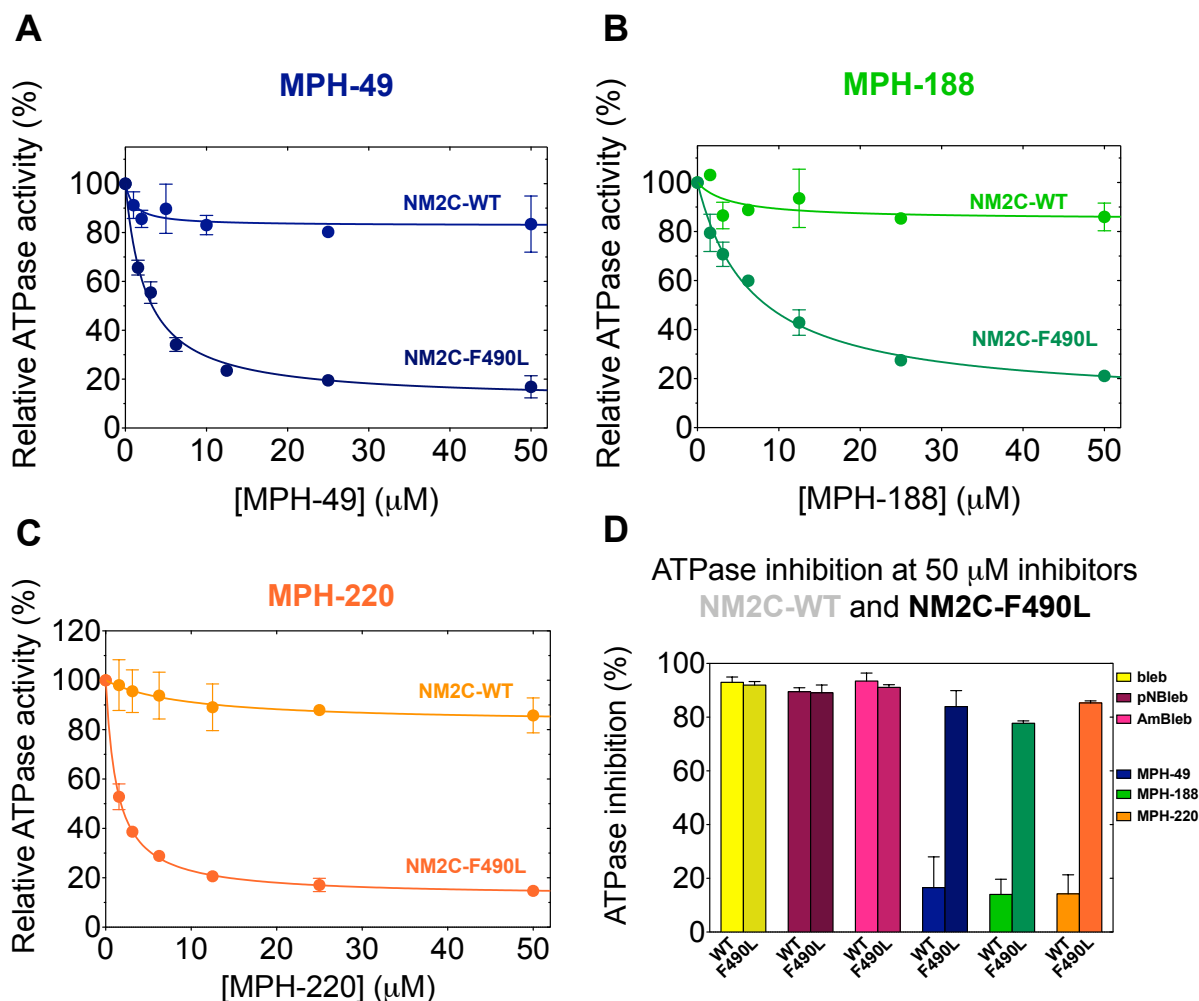 A
MPH-49
Relative ATPase activity (%)
100
80
60
40
20
0
NM2C-WT
NM2C-F490L
0 10 20 30 40 50
[MPH-49] (μM)
B
MPH-188
Relative ATPase activity (%)
100
80
60
40
20
0
NM2C-WT
NM2C-F490L
0 10 20 30 40 50
[MPH-188] (μM)
C
MPH-220
Relative ATPase activity (%)
120
100
80
60
40
20
0
NM2C-WT
NM2C-F490L
0 10 20 30 40 50
[MPH-220] (μM)
D
ATPase inhibition at 50 μM inhibitors
NM2C-WT and NM2C-F490L
ATPase inhibition (%)
100
80
60
40
20
0
WT F490L WT F490L WT F490L WT F490L WT F490L WT F490L
bleb
pNBleb
AmBleb
MPH-49
MPH-188
MPH-220